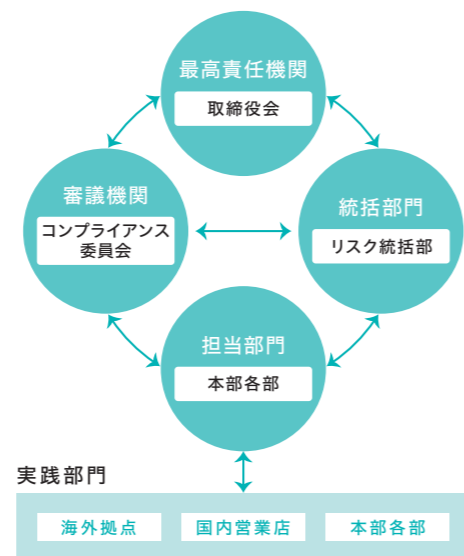 最高責任機関
取締役会
審議機関
コンプライアンス
委員会
統括部門
リスク統括部
担当部門
本部各部
実践部門
海外拠点
国内営業店
本部各部